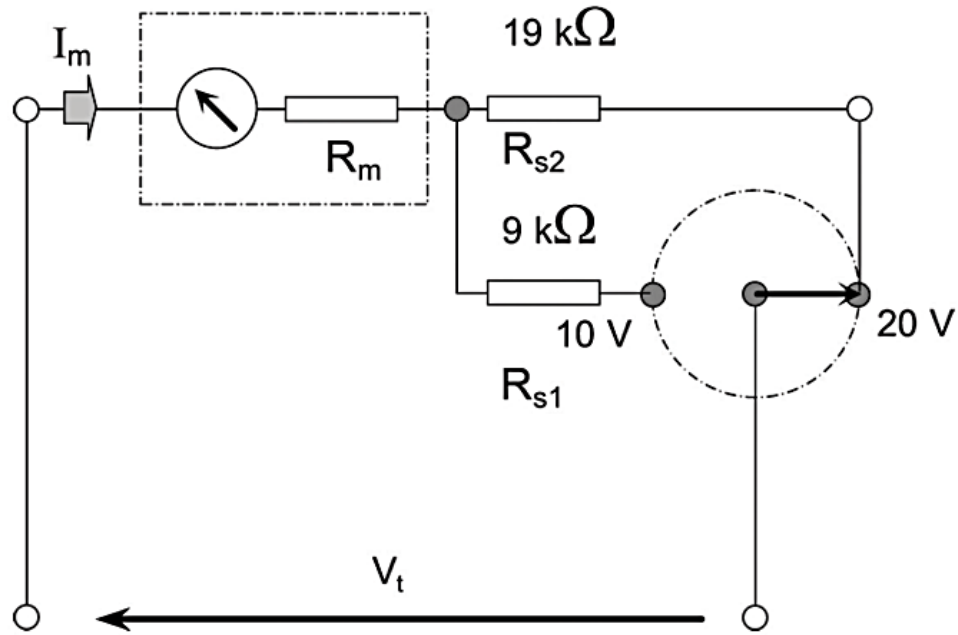 19 kΩ
Iₘ
Rₘ
Rₛ₂
9 kΩ
10 V
20 V
Rₛ₁
Vₜ